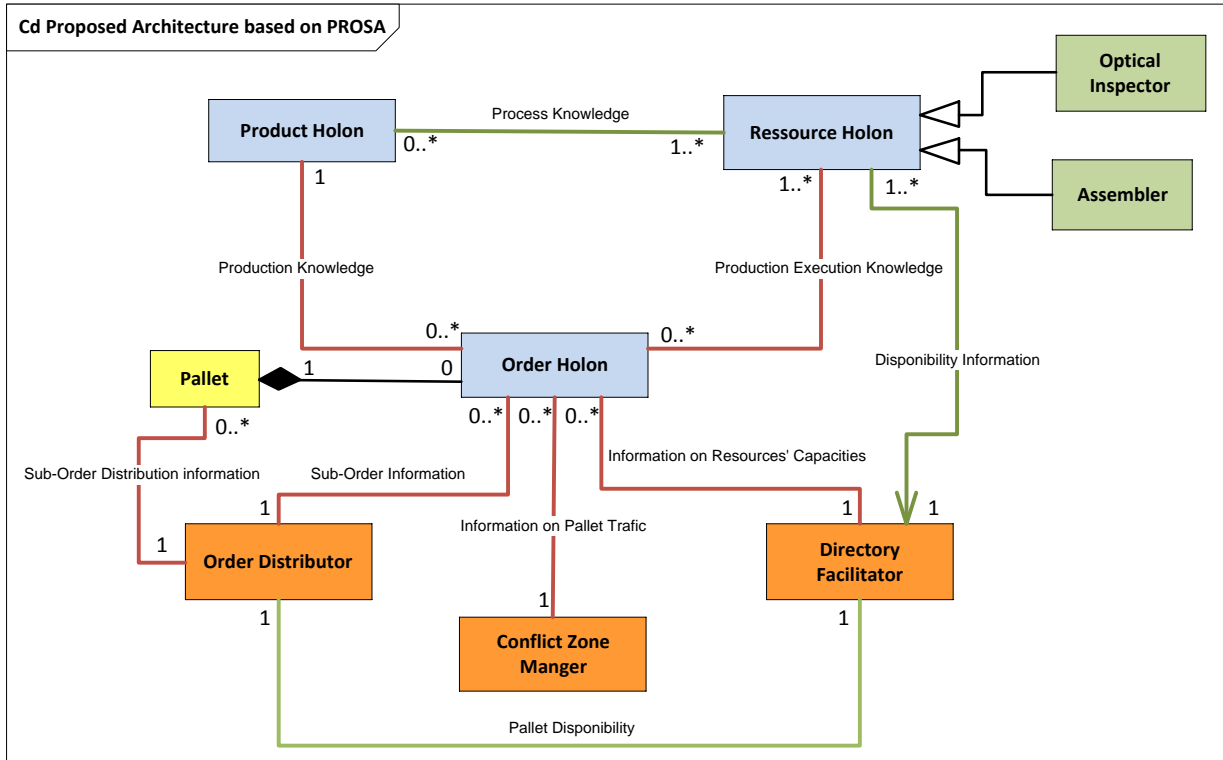 Cd Proposed Architecture based on PROSA
Optical
Inspector
Product Holon
Process Knowledge
Ressource Holon
0..*
1..*
1
1..*
1..*
Assembler
Production Knowledge
Production Execution Knowledge
0..*
Order Holon
0..*
Disponibility Information
Pallet
1
0
0..*
0..*
0..*
0..*
Sub-Order Distribution information
Sub-Order Information
Information on Resources' Capacities
1
1
1
Information on Pallet Trafic
1
Order Distributor
Directory
Facilitator
1
1
1
Conflict Zone
Manger
Pallet Disponibility